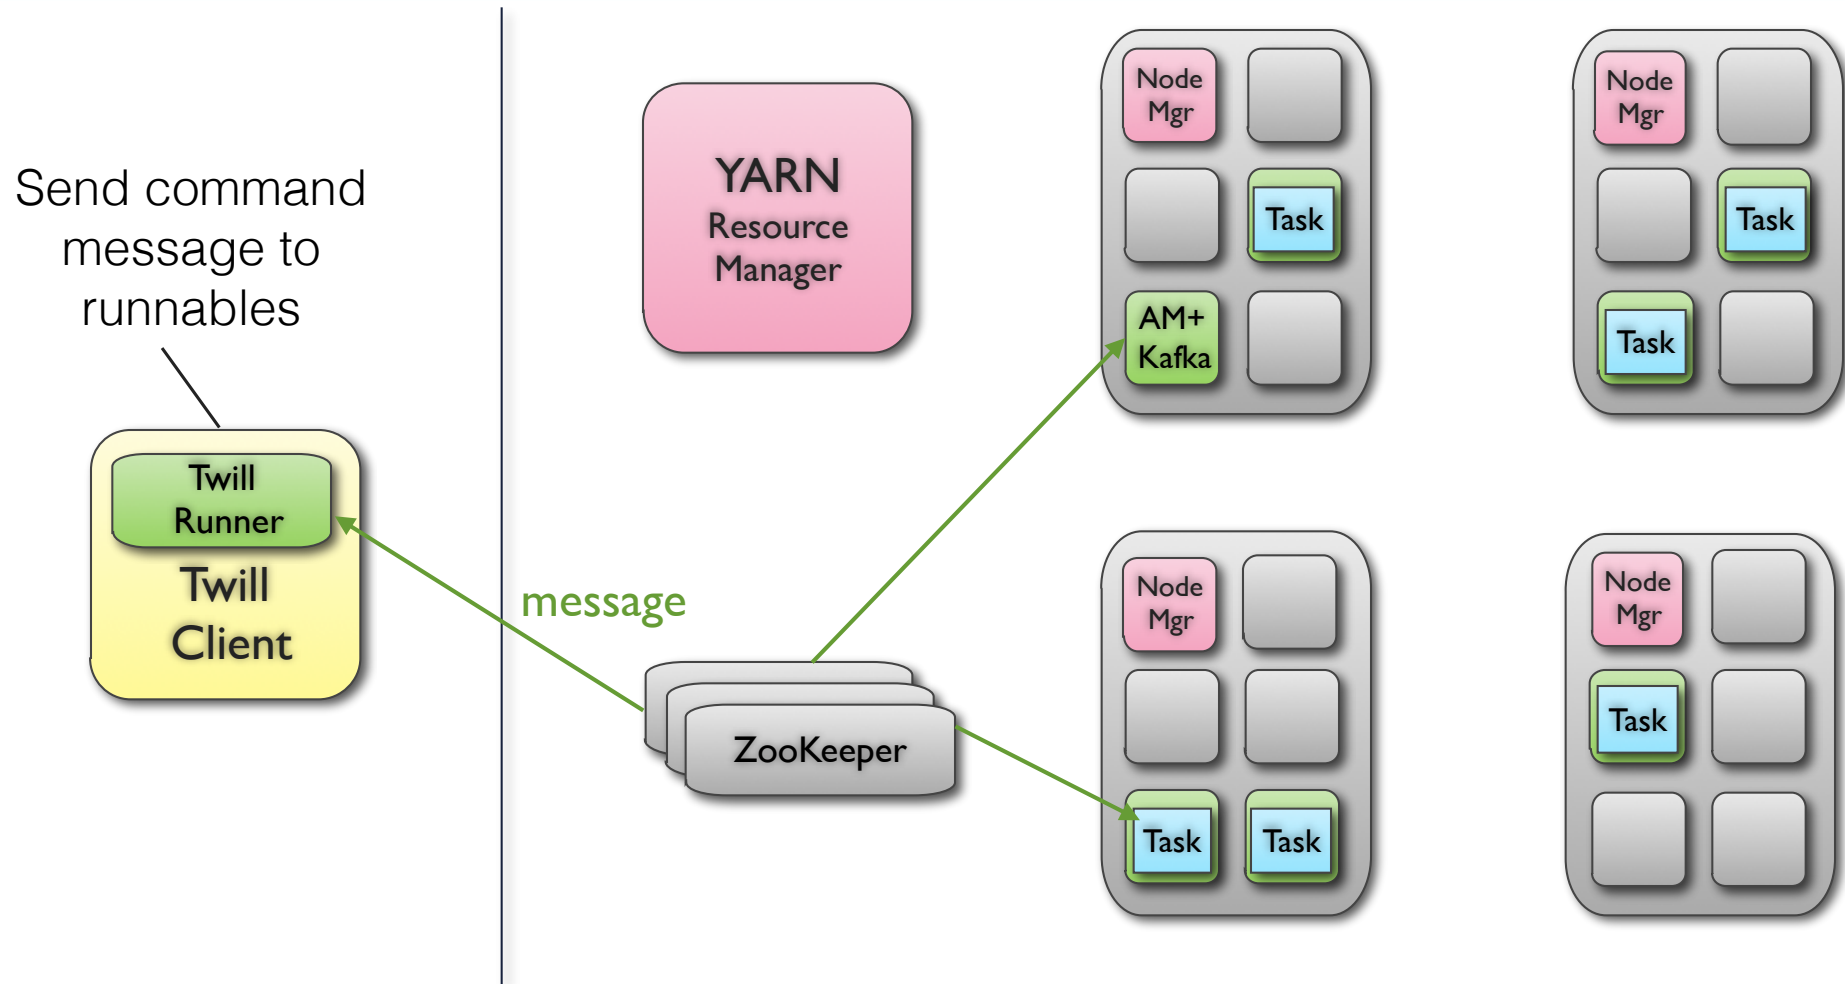 Send command
message to
runnables
Twill
Runner
Twill
Client
message
YARN
Resource
Manager
ZooKeeper
Node
Mgr
Task
AM+
Kafka
Node
Mgr
Task
Task
Node
Mgr
Task
Task
Node
Mgr
Task